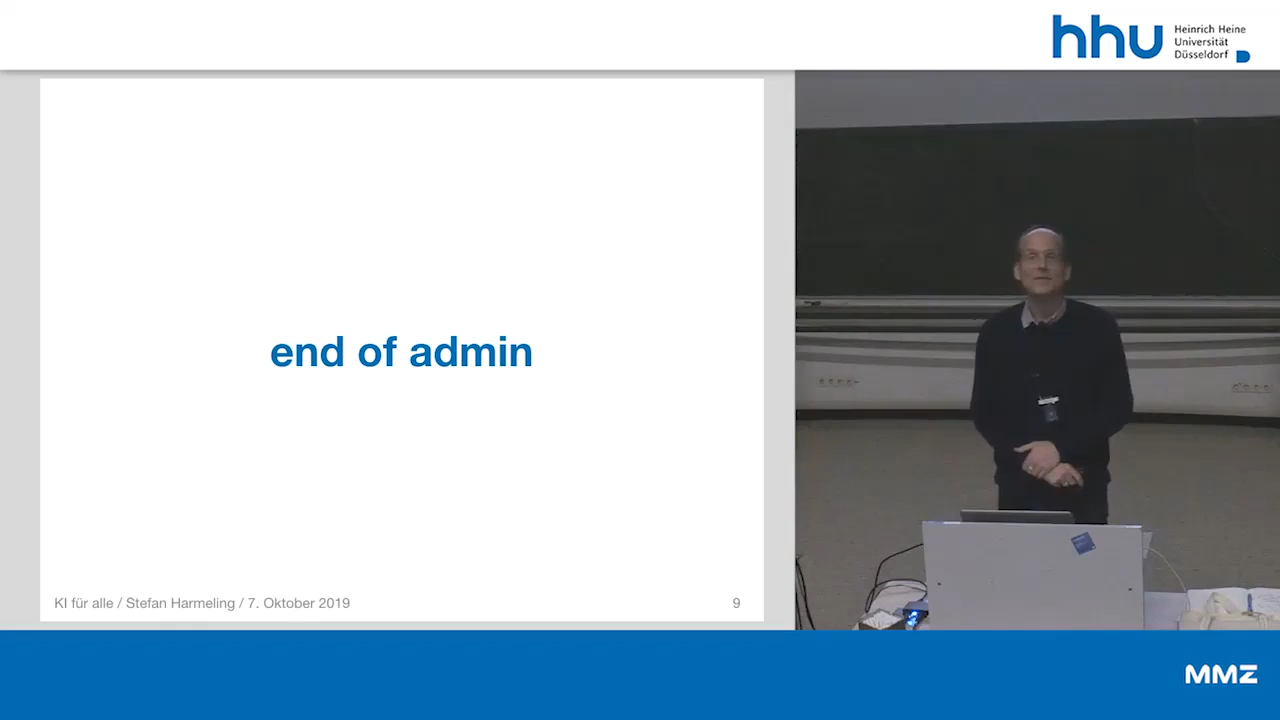 hhu
Heinrich Heine
Universität
Düsseldorf
end of admin
KI für alle / Stefan Harmeling / 7. Oktober 2019
9
MMZ